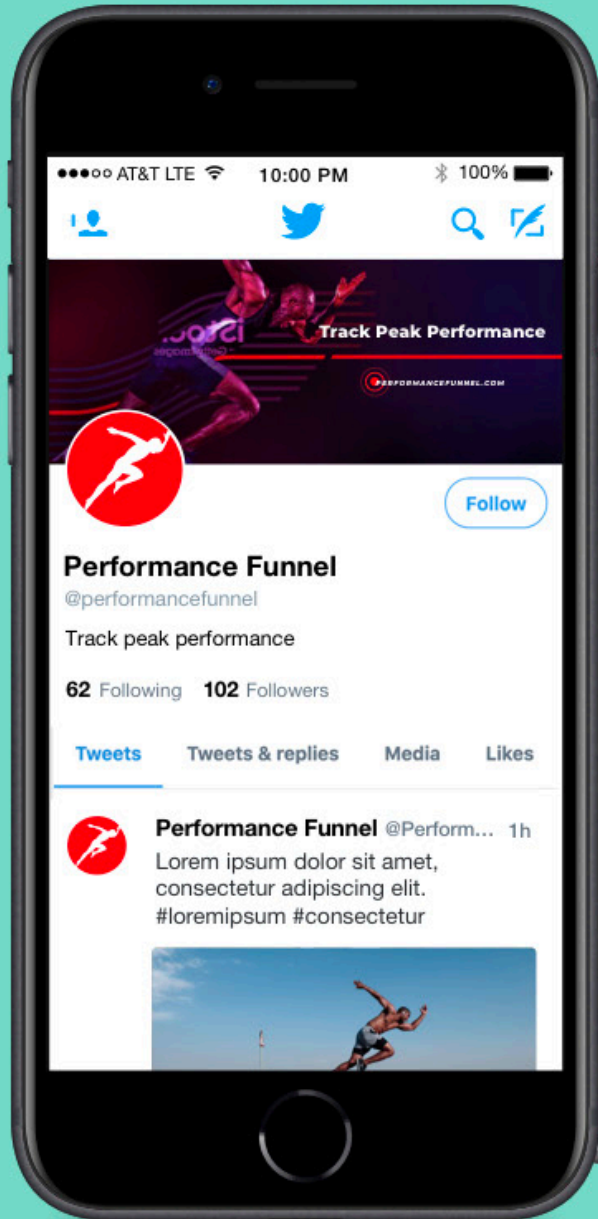 AT&T LTE 10:00 PM 100%
iStock
Track Peak Performance
PERFORMANCEFUNNEL.COM
Follow
Performance Funnel
@performancefunnel
Track peak performance
62 Following 102 Followers
Tweets Tweets & replies Media Likes
Performance Funnel @Perform... 1h
Lorem ipsum dolor sit amet,
consectetur adipiscing elit.
#loremipsum #consectetur